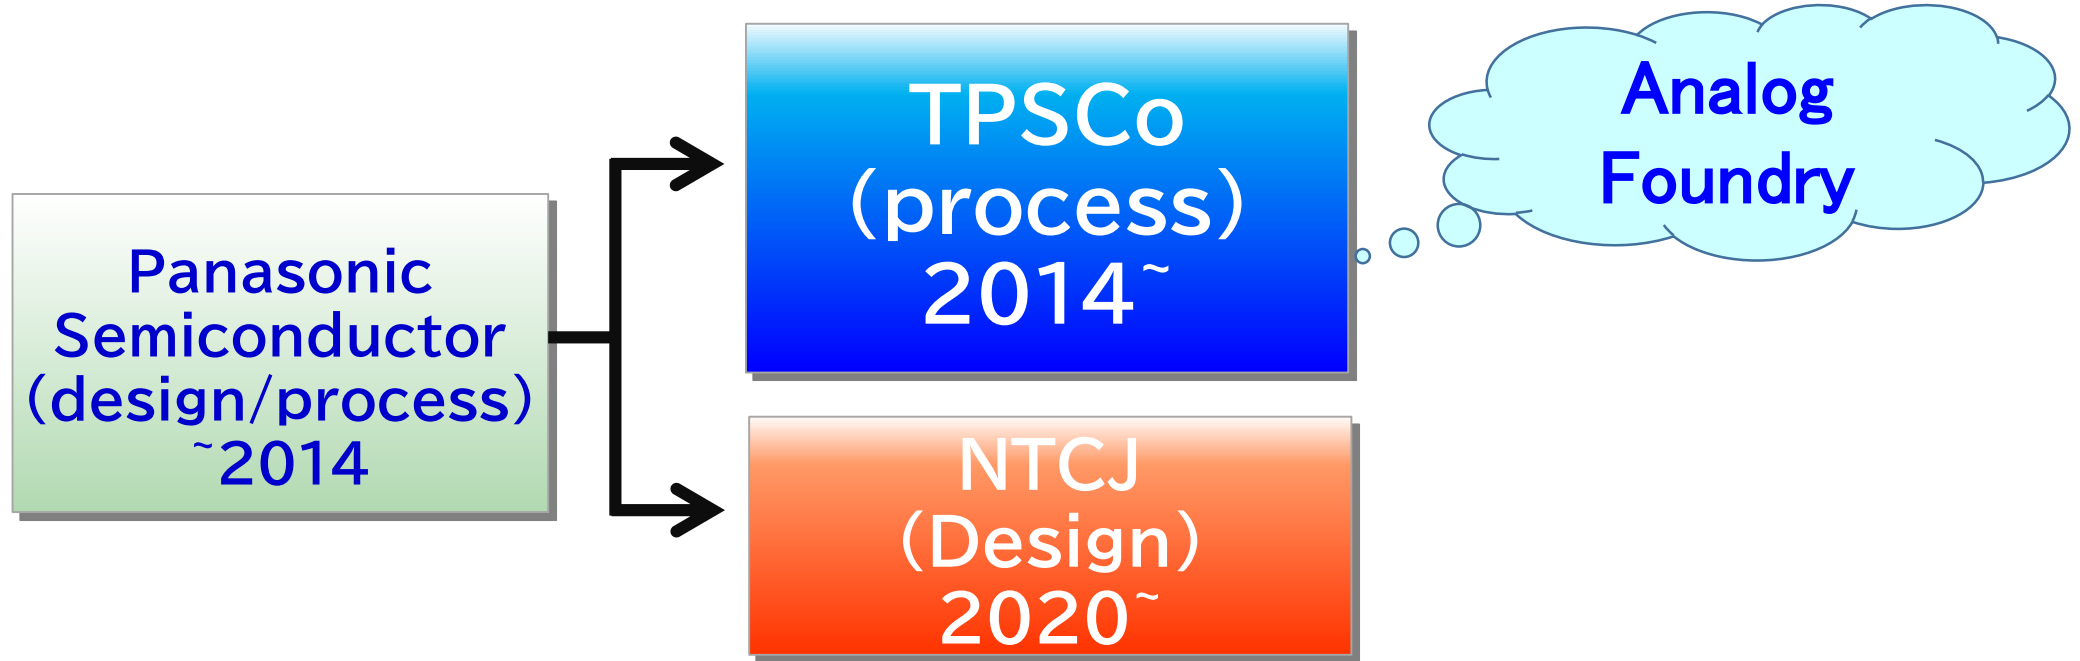 Panasonic
Semiconductor
(design/process)
~2014
TPSCo
(process)
2014~
NTCJ
(Design)
2020~
Analog
Foundry